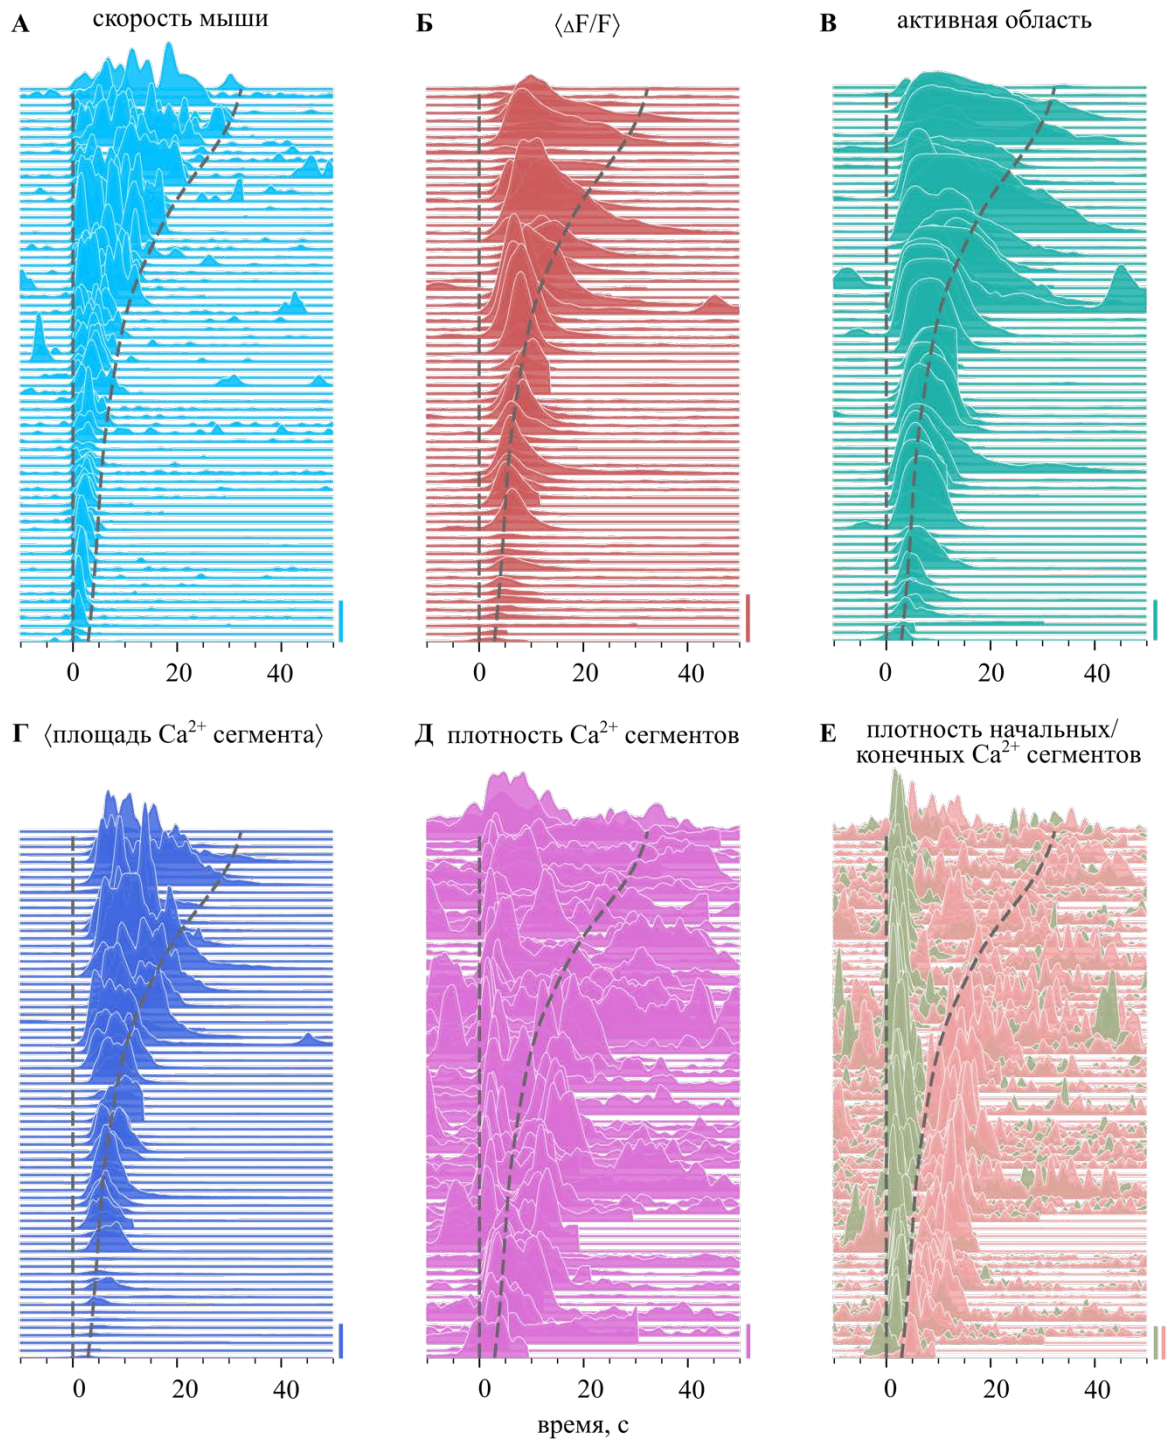 А скорость мыши
Б ⟨ΔF/F⟩
В активная область
0 20 40
0 20 40
0 20 40
Г ⟨площадь Ca²⁺ сегмента⟩
Д плотность Ca²⁺ сегментов
Е плотность начальных/
конечных Ca²⁺ сегментов
0 20 40
0 20 40
0 20 40
время, с